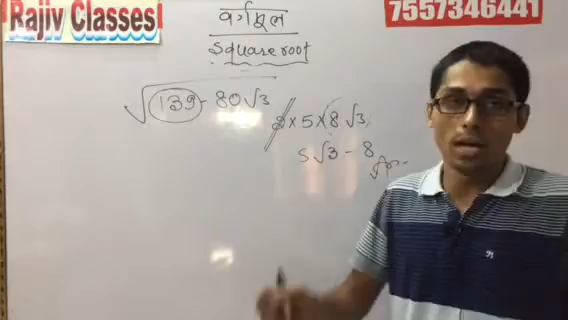 Rajiv Classes
7557346441
वर्गमूल
Square root
√139 - 80√3
2 × 5 × 8 √3
5√3 - 8